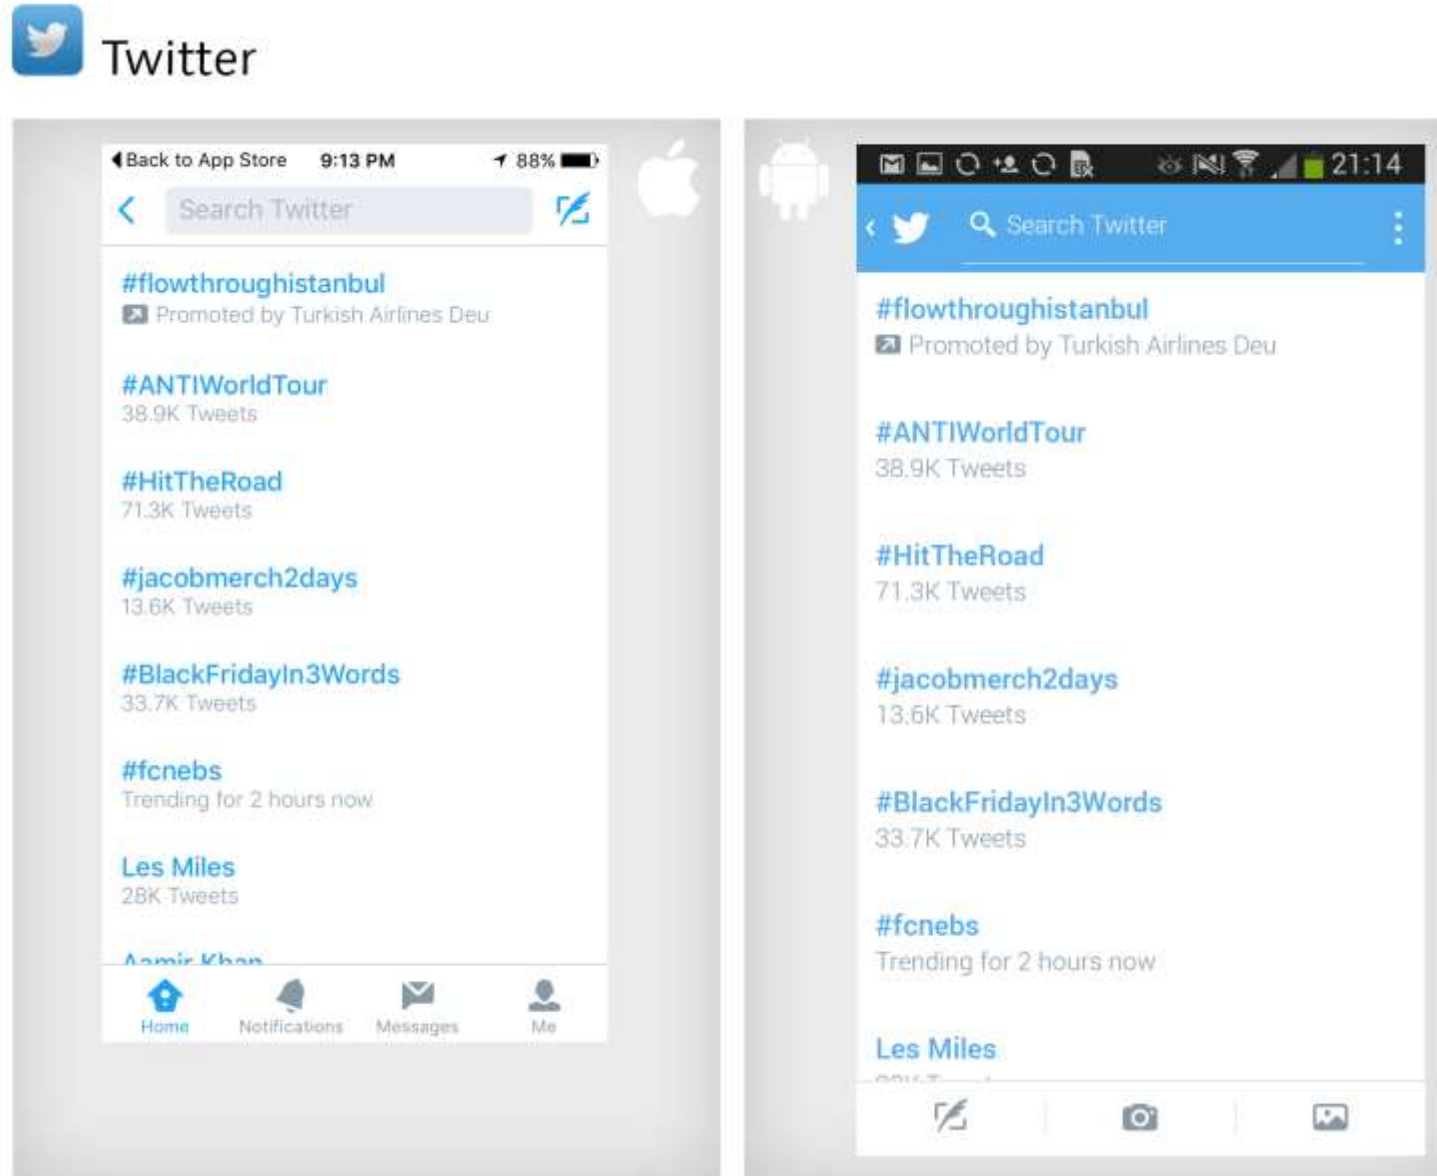 Twitter
Back to App Store 9:13 PM 88%
Search Twitter
#flowthroughistanbul
Promoted by Turkish Airlines Deu
#ANTIWorldTour
38.9K Tweets
#HitTheRoad
71.3K Tweets
#jacobmerch2days
13.6K Tweets
#BlackFridayIn3Words
33.7K Tweets
#fcnebs
Trending for 2 hours now
Les Miles
28K Tweets
Aamir Khan
Home Notifications Messages Me
21:14
Search Twitter
#flowthroughistanbul
Promoted by Turkish Airlines Deu
#ANTIWorldTour
38.9K Tweets
#HitTheRoad
71.3K Tweets
#jacobmerch2days
13.6K Tweets
#BlackFridayIn3Words
33.7K Tweets
#fcnebs
Trending for 2 hours now
Les Miles